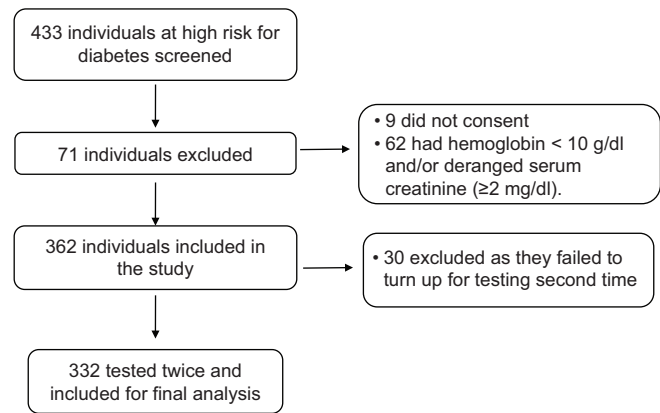 433 individuals at high risk for
diabetes screened
71 individuals excluded
• 9 did not consent
• 62 had hemoglobin < 10 g/dl
and/or deranged serum
creatinine (≥2 mg/dl).
362 individuals included in
the study
• 30 excluded as they failed to
turn up for testing second time
332 tested twice and
included for final analysis